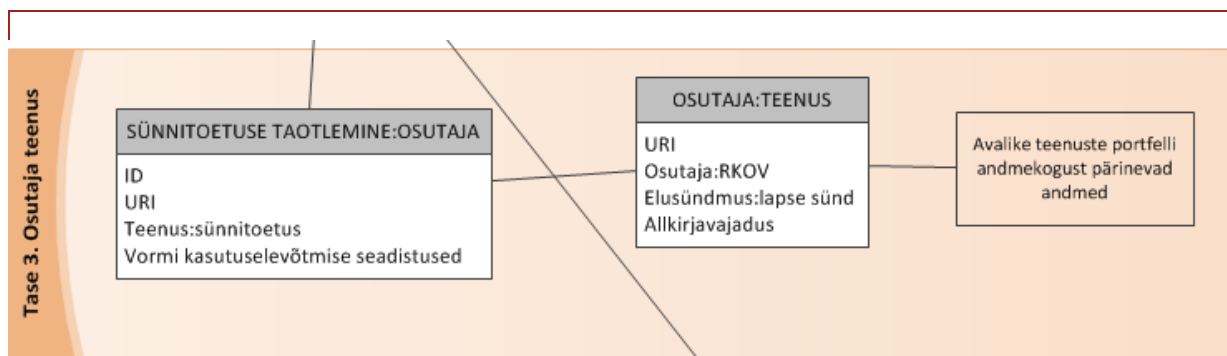 Tase 3. Osutaja teenus
SÜNNITOETUSE TAOTLEMINE:OSUTAJA
ID
URI
Teenus:sünnitoetus
Vormi kasutuselevõtmise seadistused
OSUTAJA:TEENUS
URI
Osutaja:RKOV
Elusündmus:lapse sünd
Allkirjavajadus
Avalike teenuste portfelli
andmekogust pärinevad
andmed